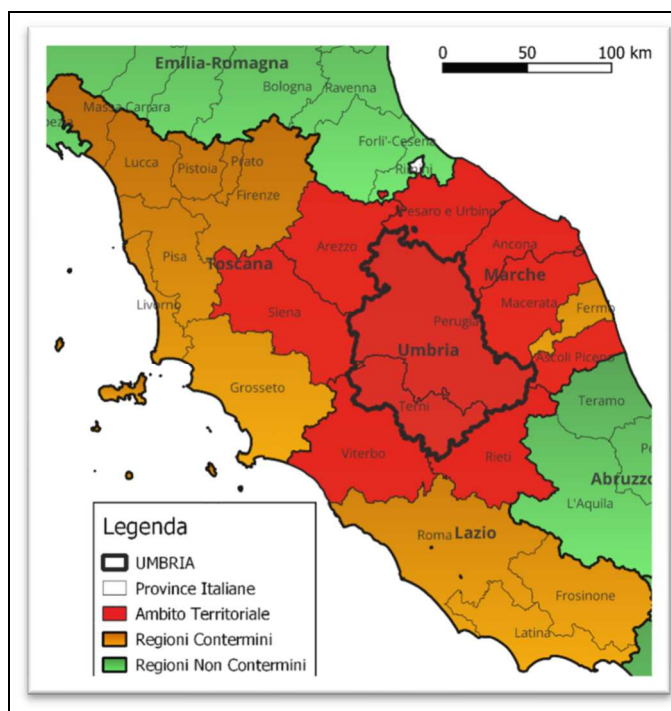 0 50 100 km
Emilia-Romagna
Bologna
Ravenna
Massa Carrara
Forlì'-Cesena
Lucca
Pistoia
Prato
Rimini
Firenze
Pesaro e Urbino
Arezzo
Ancona
Pisa
Toscana
Marche
Macerata
Livorno
Siena
Perugia
Fermo
Umbria
Ascoli Piceno
Grosseto
Teramo
Terni
Viterbo
Rieti
Abruzzo
L'Aquila
Roma
Lazio
Frosinone
Latina
Legenda
UMBRIA
Province Italiane
Ambito Territoriale
Regioni Contermini
Regioni Non Contermini